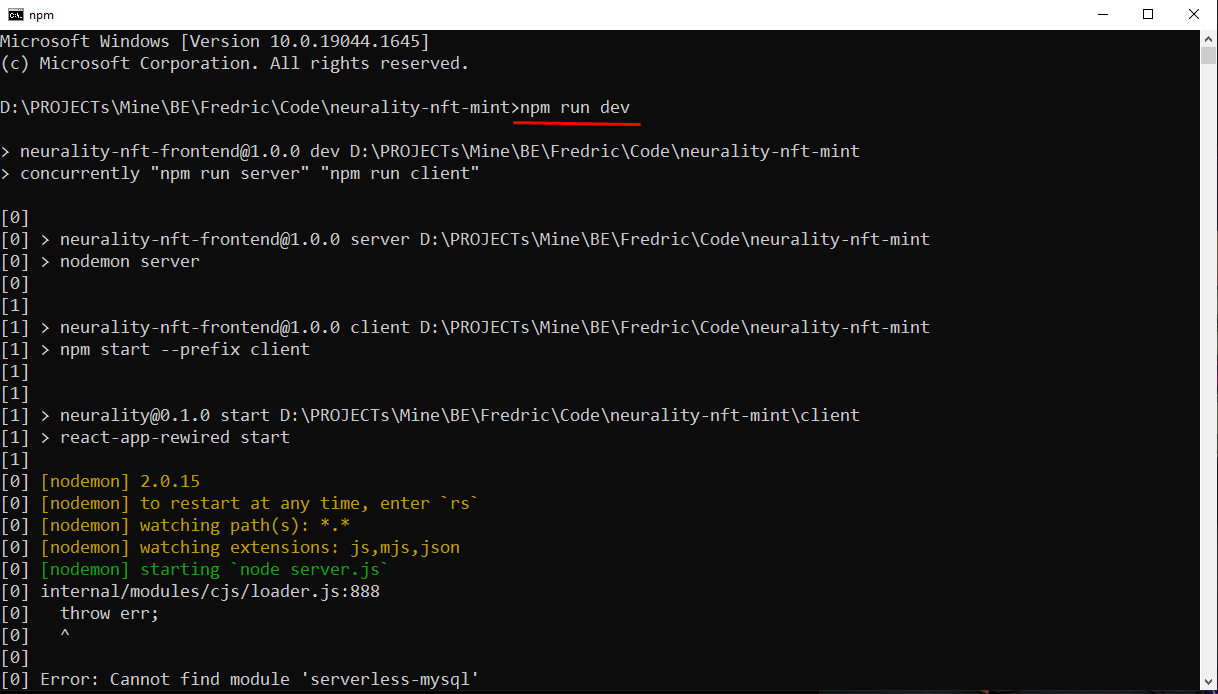 npm
Microsoft Windows [Version 10.0.19044.1645]
(c) Microsoft Corporation. All rights reserved.
D:\PROJECTs\Mine\BE\Fredric\Code\neurality-nft-mint>npm run dev
> neurality-nft-frontend@1.0.0 dev D:\PROJECTs\Mine\BE\Fredric\Code\neurality-nft-mint
> concurrently "npm run server" "npm run client"
[0]
[0] > neurality-nft-frontend@1.0.0 server D:\PROJECTs\Mine\BE\Fredric\Code\neurality-nft-mint
[0] > nodemon server
[0]
[1]
[1] > neurality-nft-frontend@1.0.0 client D:\PROJECTs\Mine\BE\Fredric\Code\neurality-nft-mint
[1] > npm start --prefix client
[1]
[1]
[1] > neurality@0.1.0 start D:\PROJECTs\Mine\BE\Fredric\Code\neurality-nft-mint\client
[1] > react-app-rewired start
[1]
[0] [nodemon] 2.0.15
[0] [nodemon] to restart at any time, enter `rs`
[0] [nodemon] watching path(s): *.*
[0] [nodemon] watching extensions: js,mjs,json
[0] [nodemon] starting `node server.js`
[0] internal/modules/cjs/loader.js:888
[0]   throw err;
[0]   ^
[0]
[0] Error: Cannot find module 'serverless-mysql'